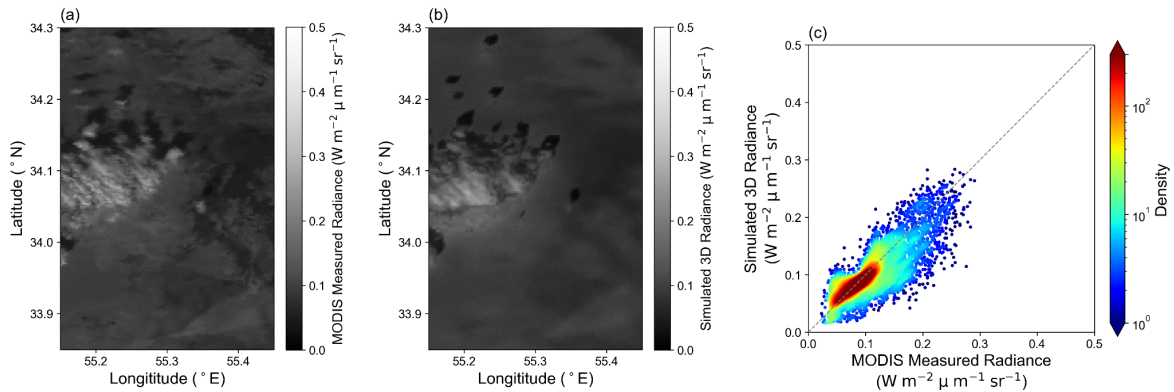 (a)
34.3
34.2
34.1
34.0
33.9
Latitude (°N)
55.2 55.3 55.4
Longtitude (°E)
0.5
0.4
0.3
0.2
0.1
0.0
MODIS Measured Radiance (W m⁻² μ m⁻¹ sr⁻¹)
(b)
34.3
34.2
34.1
34.0
33.9
Latitude (°N)
55.2 55.3 55.4
Longtitude (°E)
0.5
0.4
0.3
0.2
0.1
0.0
Simulated 3D Radiance (W m⁻² μ m⁻¹ sr⁻¹)
(c)
0.5
0.4
0.3
0.2
0.1
0.0
Simulated 3D Radiance
(W m⁻² μ m⁻¹ sr⁻¹)
0.0 0.1 0.2 0.3 0.4 0.5
MODIS Measured Radiance
(W m⁻² μ m⁻¹ sr⁻¹)
10²
10¹
10⁰
Density